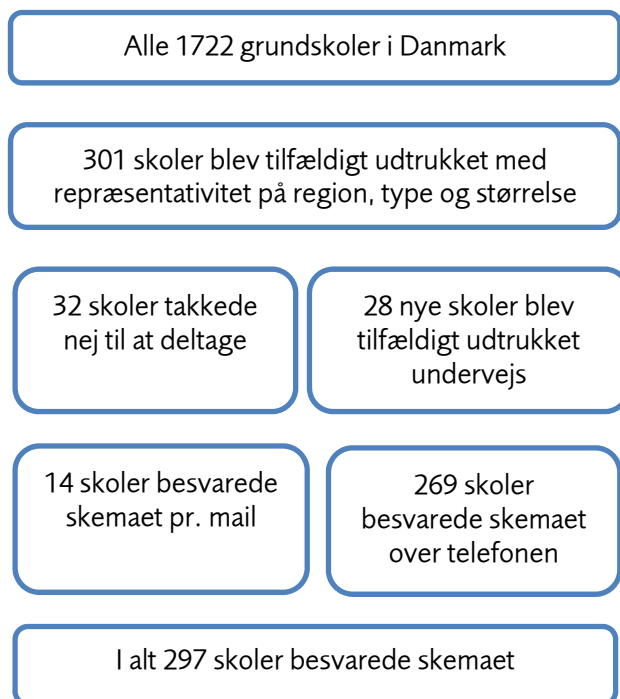 Alle 1722 grundskoler i Danmark
301 skoler blev tilfældigt udtrukket med
repræsentativitet på region, type og størrelse
32 skoler takkede
nej til at deltage
28 nye skoler blev
tilfældigt udtrukket
undervejs
14 skoler besvarede
skemaet pr. mail
269 skoler
besvarede skemaet
over telefonen
I alt 297 skoler besvarede skemaet